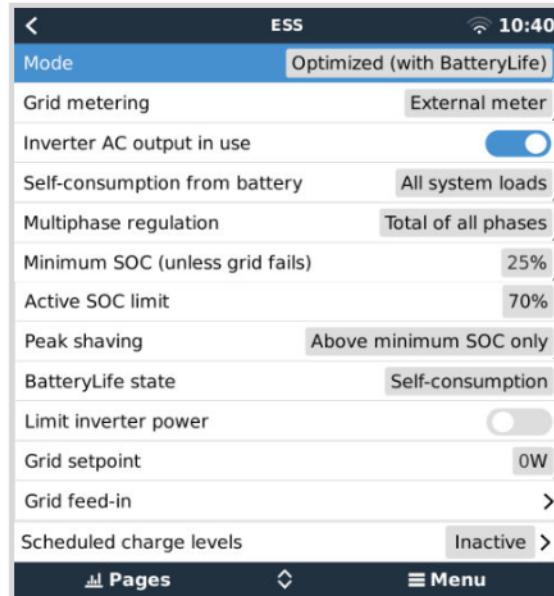 ESS 10:40
Mode Optimized (with BatteryLife)
Grid metering External meter
Inverter AC output in use
Self-consumption from battery All system loads
Multiphase regulation Total of all phases
Minimum SOC (unless grid fails) 25%
Active SOC limit 70%
Peak shaving Above minimum SOC only
BatteryLife state Self-consumption
Limit inverter power
Grid setpoint 0W
Grid feed-in
Scheduled charge levels Inactive
Pages Menu